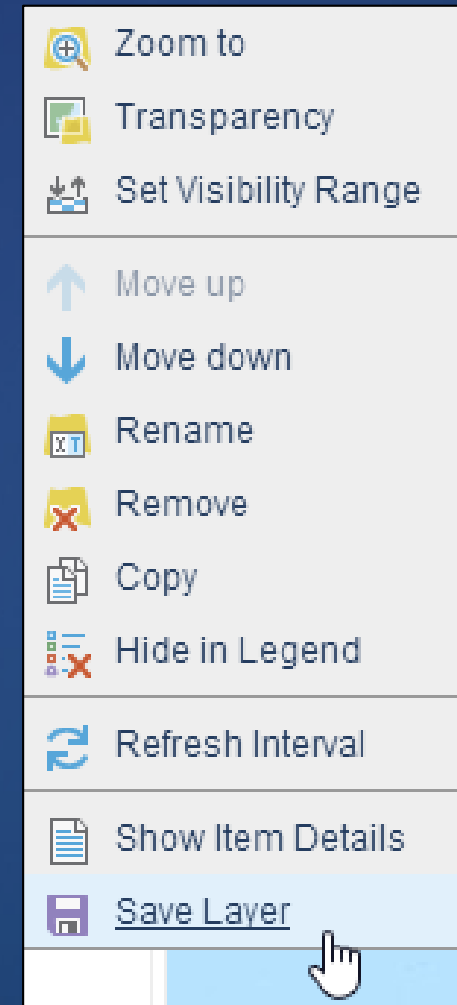 Zoom to
Transparency
Set Visibility Range
Move up
Move down
Rename
Remove
Copy
Hide in Legend
Refresh Interval
Show Item Details
Save Layer